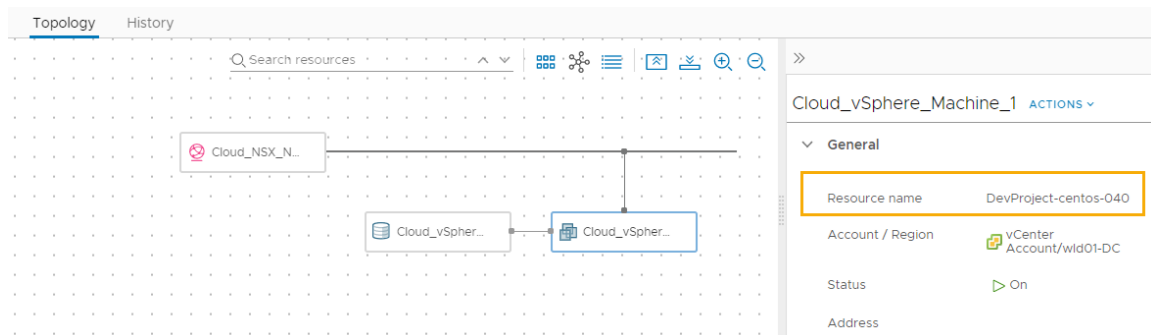 Topology History
Search resources
Cloud_vSphere_Machine_1 ACTIONS
General
Cloud_NSX_N...
Resource name DevProject-centos-040
Cloud_vSpher... Cloud_vSpher...
Account / Region vCenter
Account/wld01-DC
Status On
Address